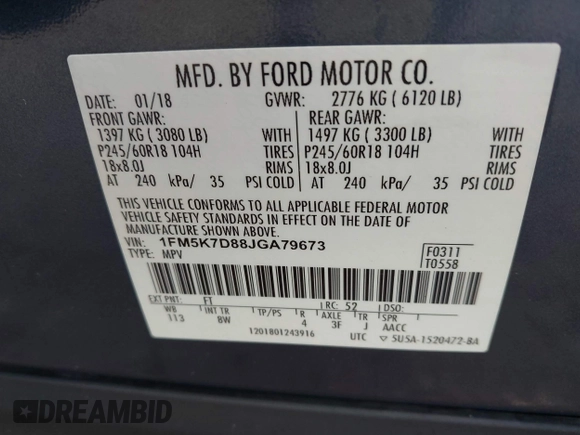 MFD. BY FORD MOTOR CO.
DATE: 01/18 GVWR: 2776 KG ( 6120 LB)
FRONT GAWR: REAR GAWR:
1397 KG ( 3080 LB) WITH 1497 KG ( 3300 LB) WITH
P245/60R18 104H TIRES P245/60R18 104H TIRES
18x8.0J RIMS 18x8.0J RIMS
AT 240 kPa/ 35 PSI COLD AT 240 kPa/ 35 PSI COLD
THIS VEHICLE CONFORMS TO ALL APPLICABLE FEDERAL MOTOR
VEHICLE SAFETY STANDARDS IN EFFECT ON THE DATE OF
MANUFACTURE SHOWN ABOVE.
VIN: 1FM5K7D88JGA79673
TYPE: MPV
F0311
T0558
EXT PNT: FT RC: 52 DSO:
WB INT TR TP/PS R AXLE TR SPR
113 8W 4 3F J AACC
1201801243916 UTC ▽ 5U5A-1520472-BA
DREAMBID